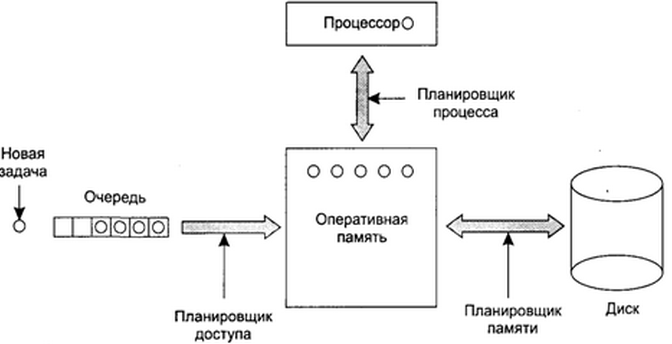 Процессор
Планировщик
процесса
Новая
задача
Очередь
Оперативная
память
Планировщик
доступа
Планировщик
памяти
Диск